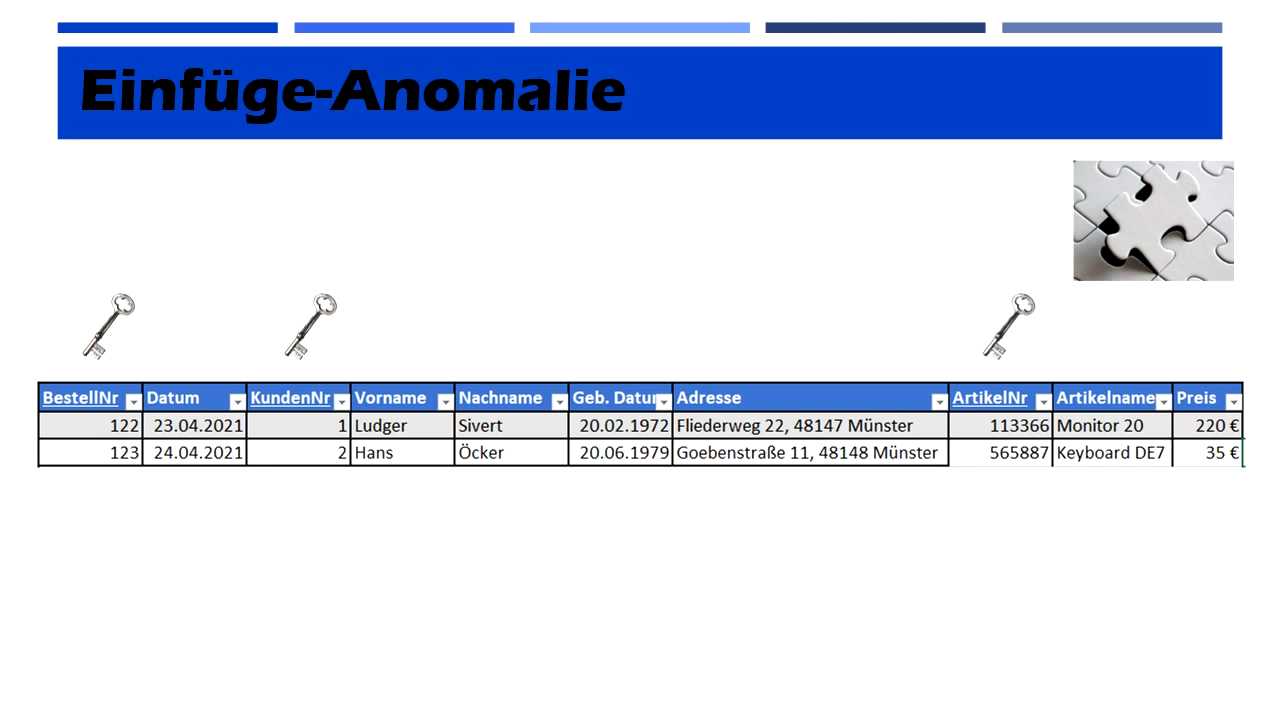 Einfüge-Anomalie
BestellNr Datum KundenNr Vorname Nachname Geb. Datur Adresse ArtikelNr Artikelname Preis
122 23.04.2021 1 Ludger Sivert 20.02.1972 Fliederweg 22, 48147 Münster 113366 Monitor 20 220 €
123 24.04.2021 2 Hans Öcker 20.06.1979 Goebenstraße 11, 48148 Münster 565887 Keyboard DE7 35 €